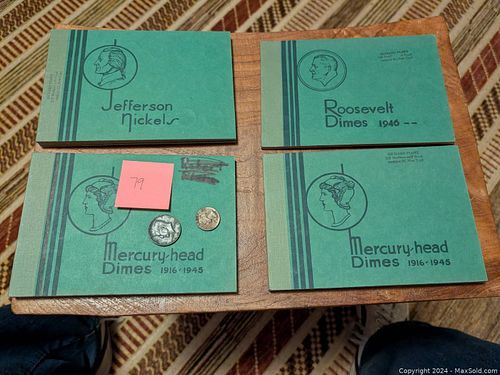 Jefferson
Nickels
Roosevelt
Dimes 1946 --
79
Mercury-head
Dimes 1916-1945
Mercury-head
Dimes 1916-1945
Copyright © 2024 - MaxSold.com